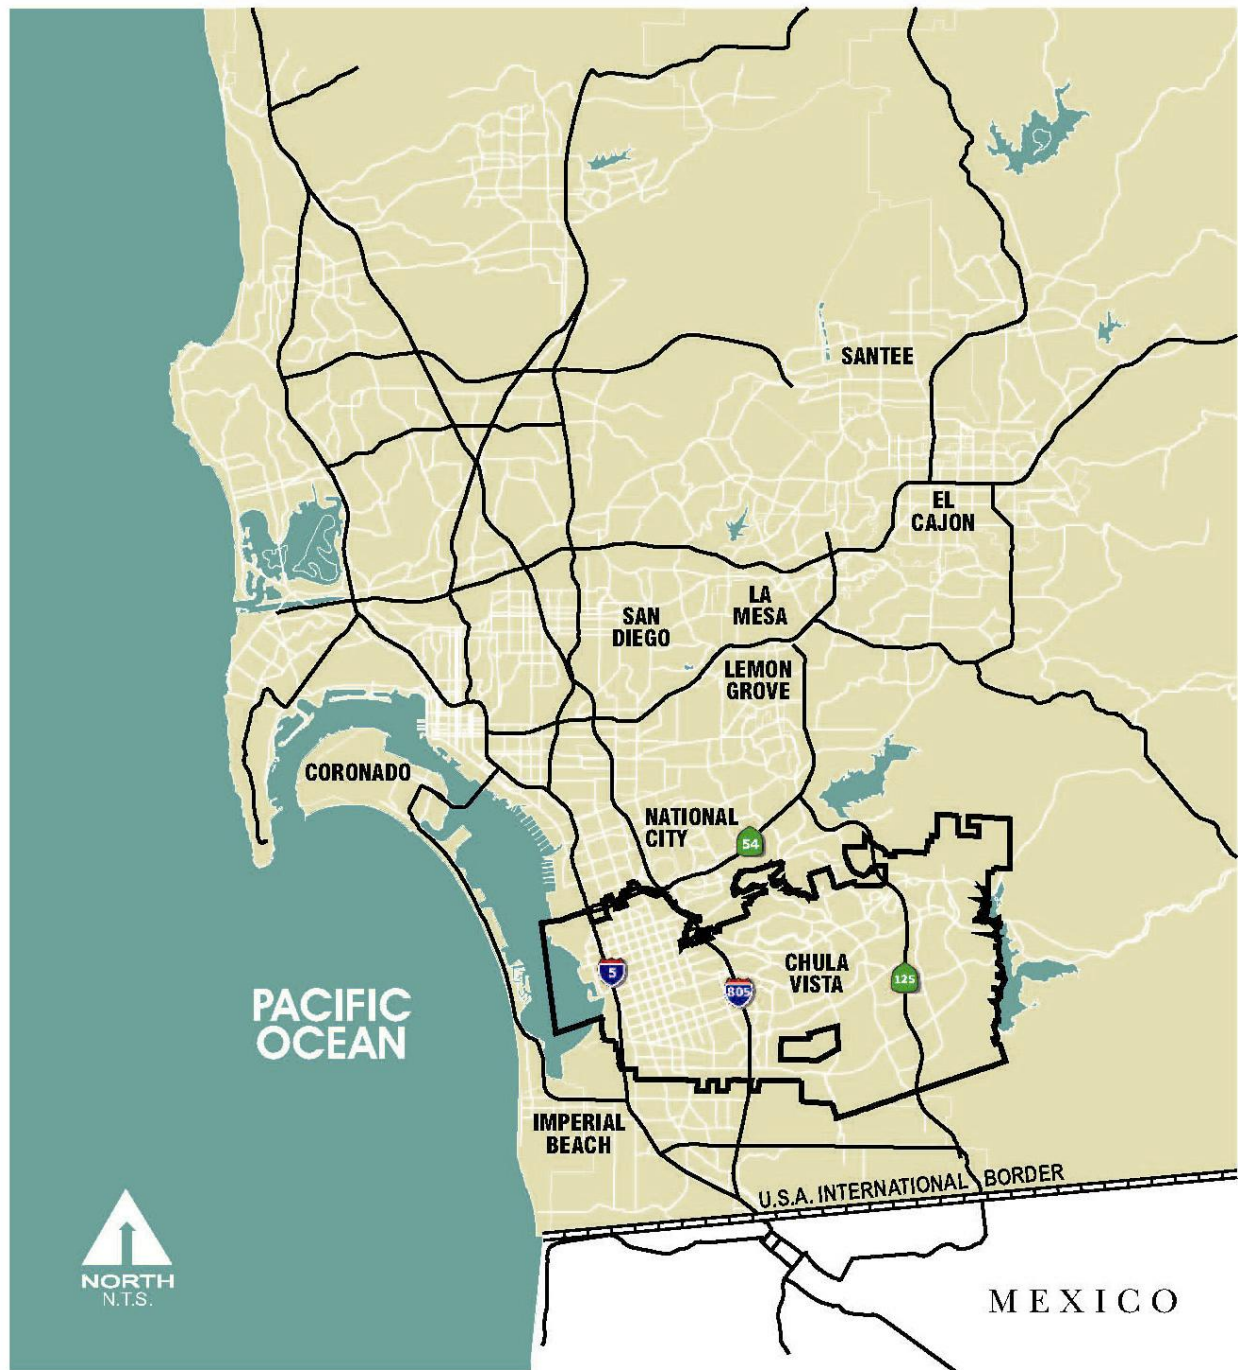 SANTEE
EL
CAJON
LA
MESA
SAN
DIEGO
LEMON
GROVE
CORONADO
NATIONAL
CITY
54
CHULA
VISTA
5
805
125
PACIFIC
OCEAN
IMPERIAL
BEACH
U.S.A. INTERNATIONAL BORDER
NORTH
N.T.S.
MEXICO